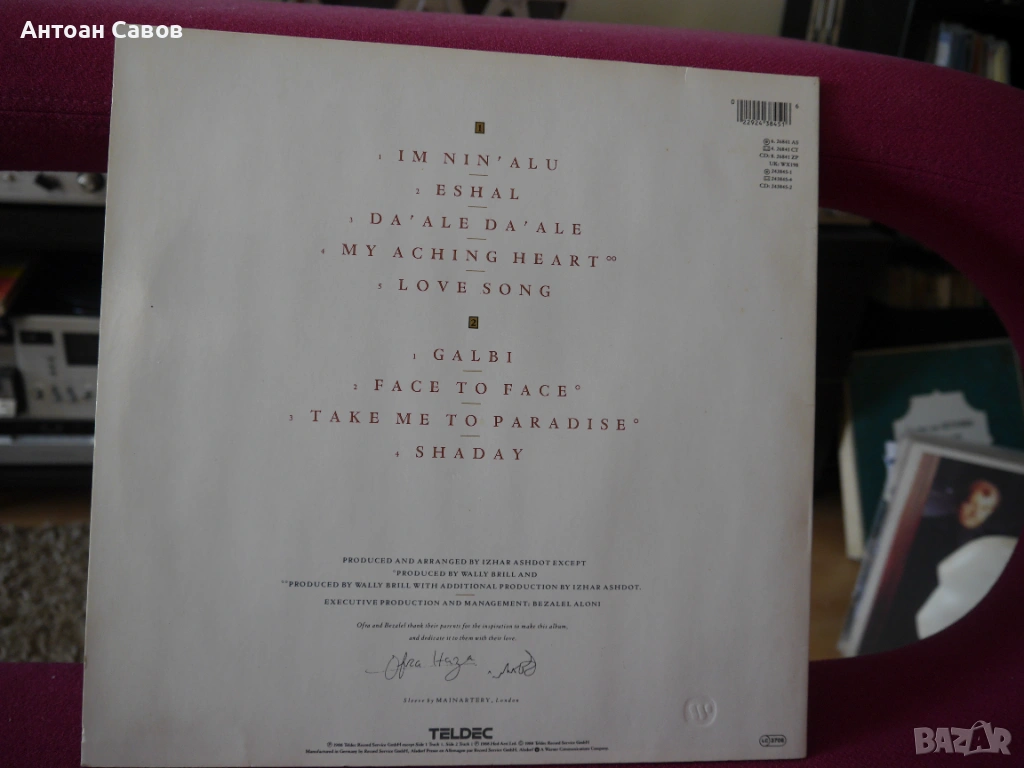 Антоан Савов
1
1 IM NIN'ALU
2 ESHAL
3 DA'ALE DA'ALE
4 MY ACHING HEART°°
5 LOVE SONG
2
1 GALBI
2 FACE TO FACE°
3 TAKE ME TO PARADISE°
4 SHADAY
PRODUCED AND ARRANGED BY IZHAR ASHDOT EXCEPT
°PRODUCED BY WALLY BRILL AND
°°PRODUCED BY WALLY BRILL WITH ADDITIONAL PRODUCTION BY IZHAR ASHDOT.
EXECUTIVE PRODUCTION AND MANAGEMENT: BEZALEL ALONI
Ofra and Bezalel thank their parents for the inspiration to make this album,
and dedicate it to them with their love.
Ofra Haza
Sleeve by MAINARTERY, London
TELDEC
BAZAR